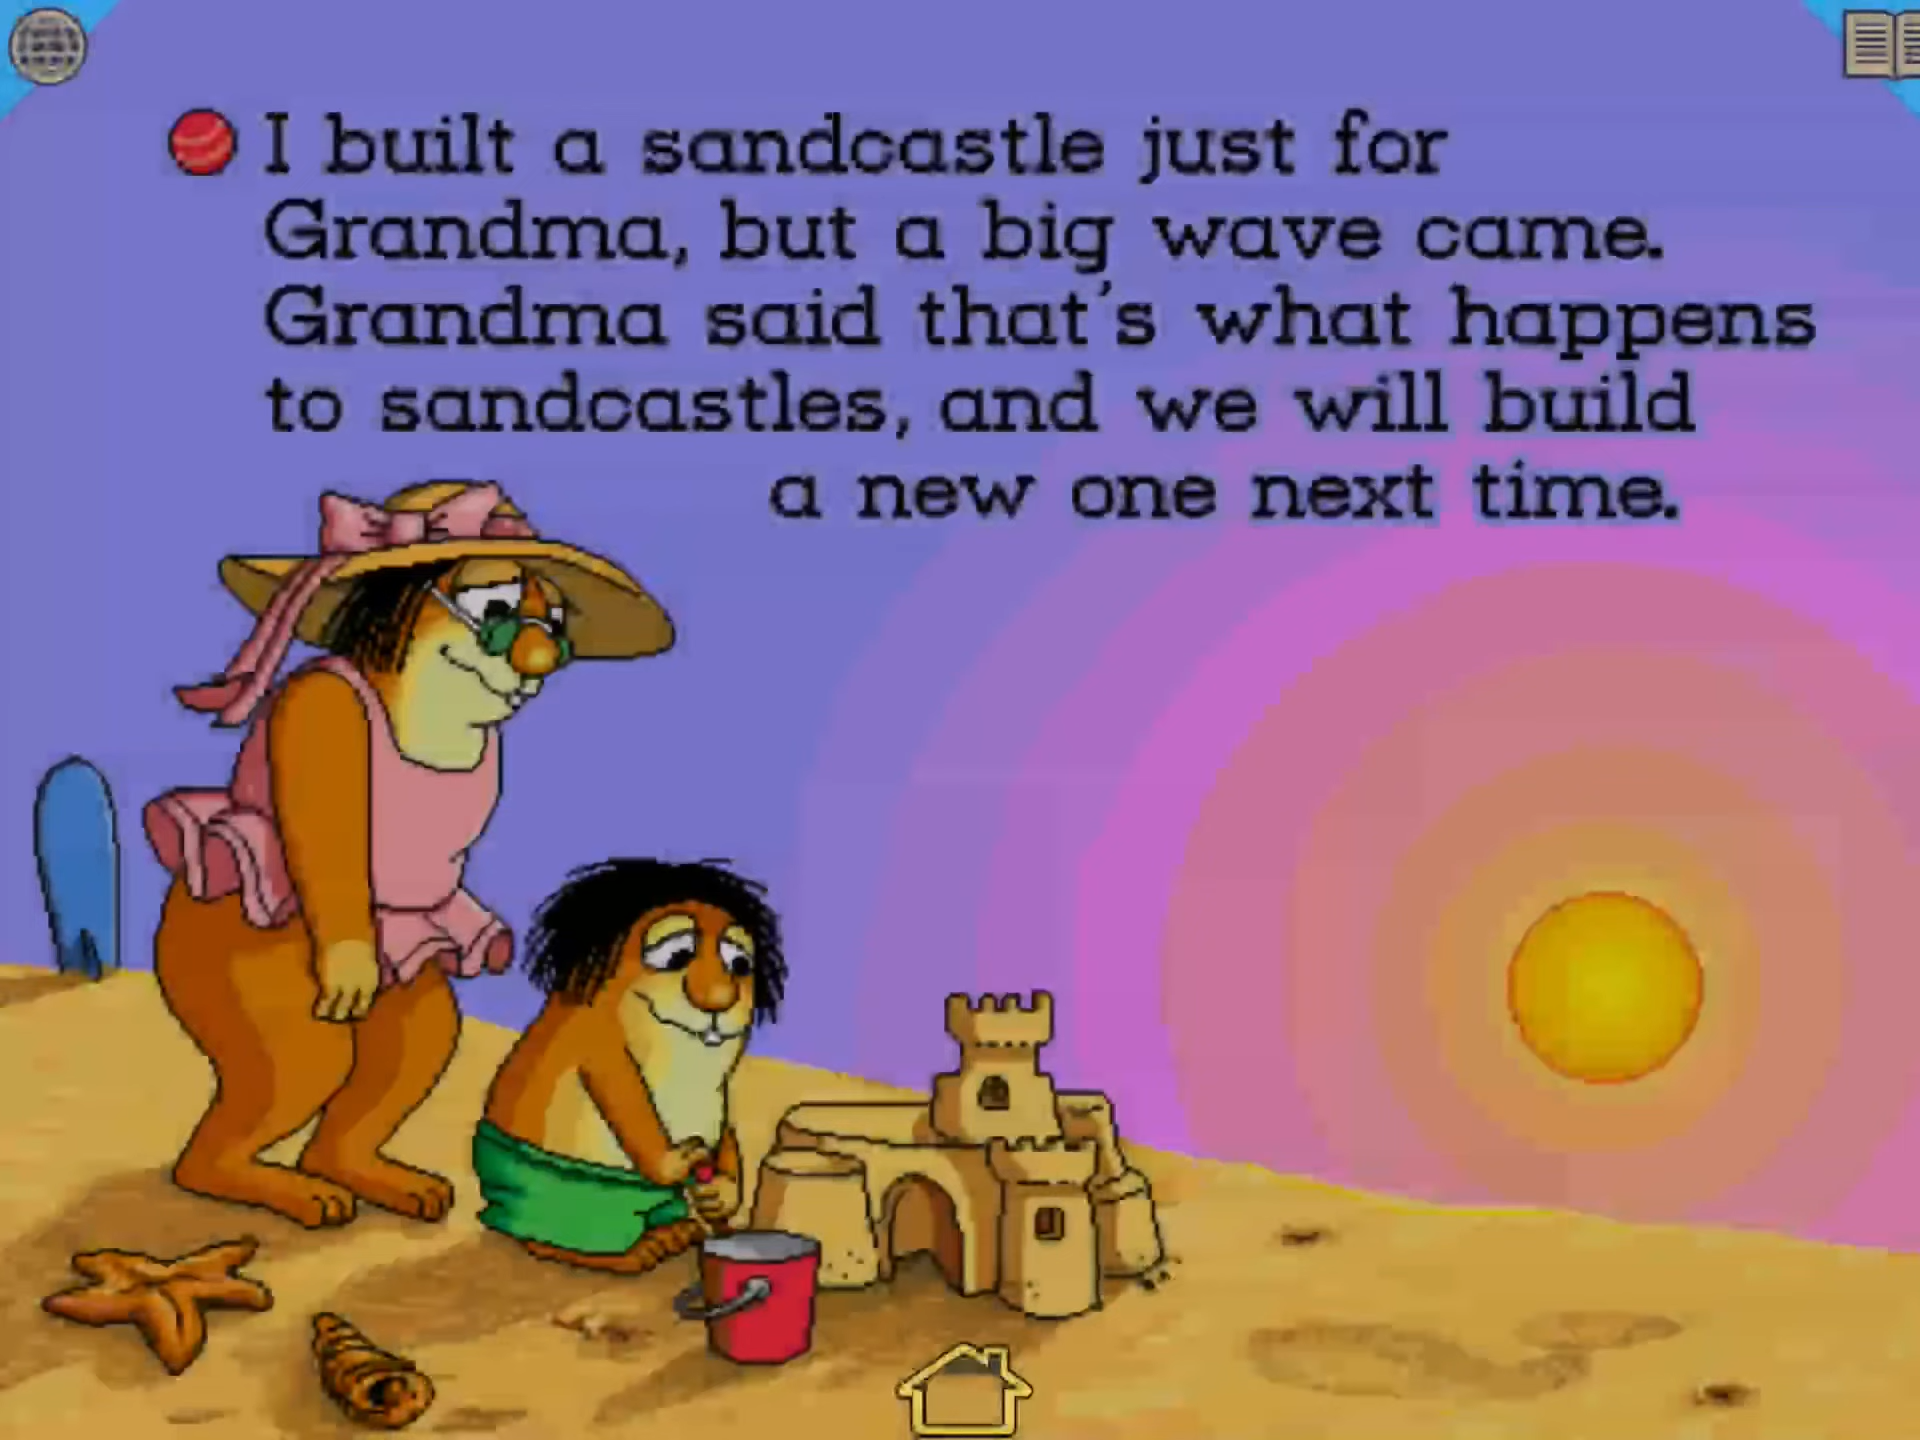 I built a sandcastle just for
Grandma, but a big wave came.
Grandma said that's what happens
to sandcastles, and we will build
a new one next time.